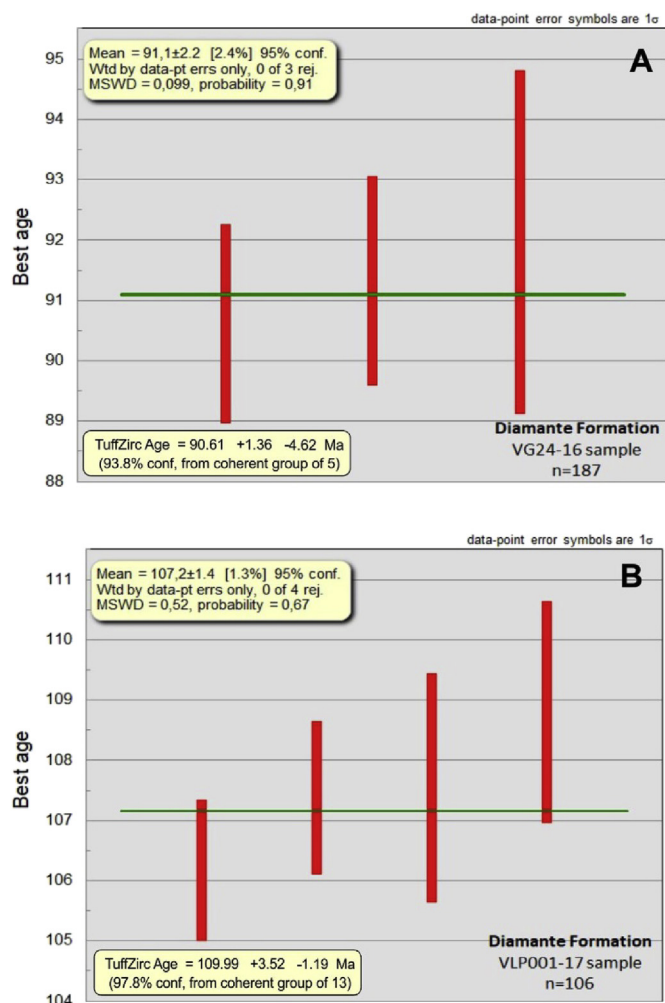 data-point error symbols are 1σ
A
Mean = 91,1±2.2 [2.4%] 95% conf.
Wtd by data-pt errs only, 0 of 3 rej.
MSWD = 0,099, probability = 0,91
95
94
93
92
91
90
89
88
Best age
TuffZirc Age = 90.61 +1.36 -4.62 Ma
(93.8% conf, from coherent group of 5)
Diamante Formation
VG24-16 sample
n=187
data-point error symbols are 1σ
B
Mean = 107,2±1.4 [1.3%] 95% conf.
Wtd by data-pt errs only, 0 of 4 rej.
MSWD = 0,52, probability = 0,67
111
110
109
108
107
106
105
104
Best age
TuffZirc Age = 109.99 +3.52 -1.19 Ma
(97.8% conf, from coherent group of 13)
Diamante Formation
VLP001-17 sample
n=106